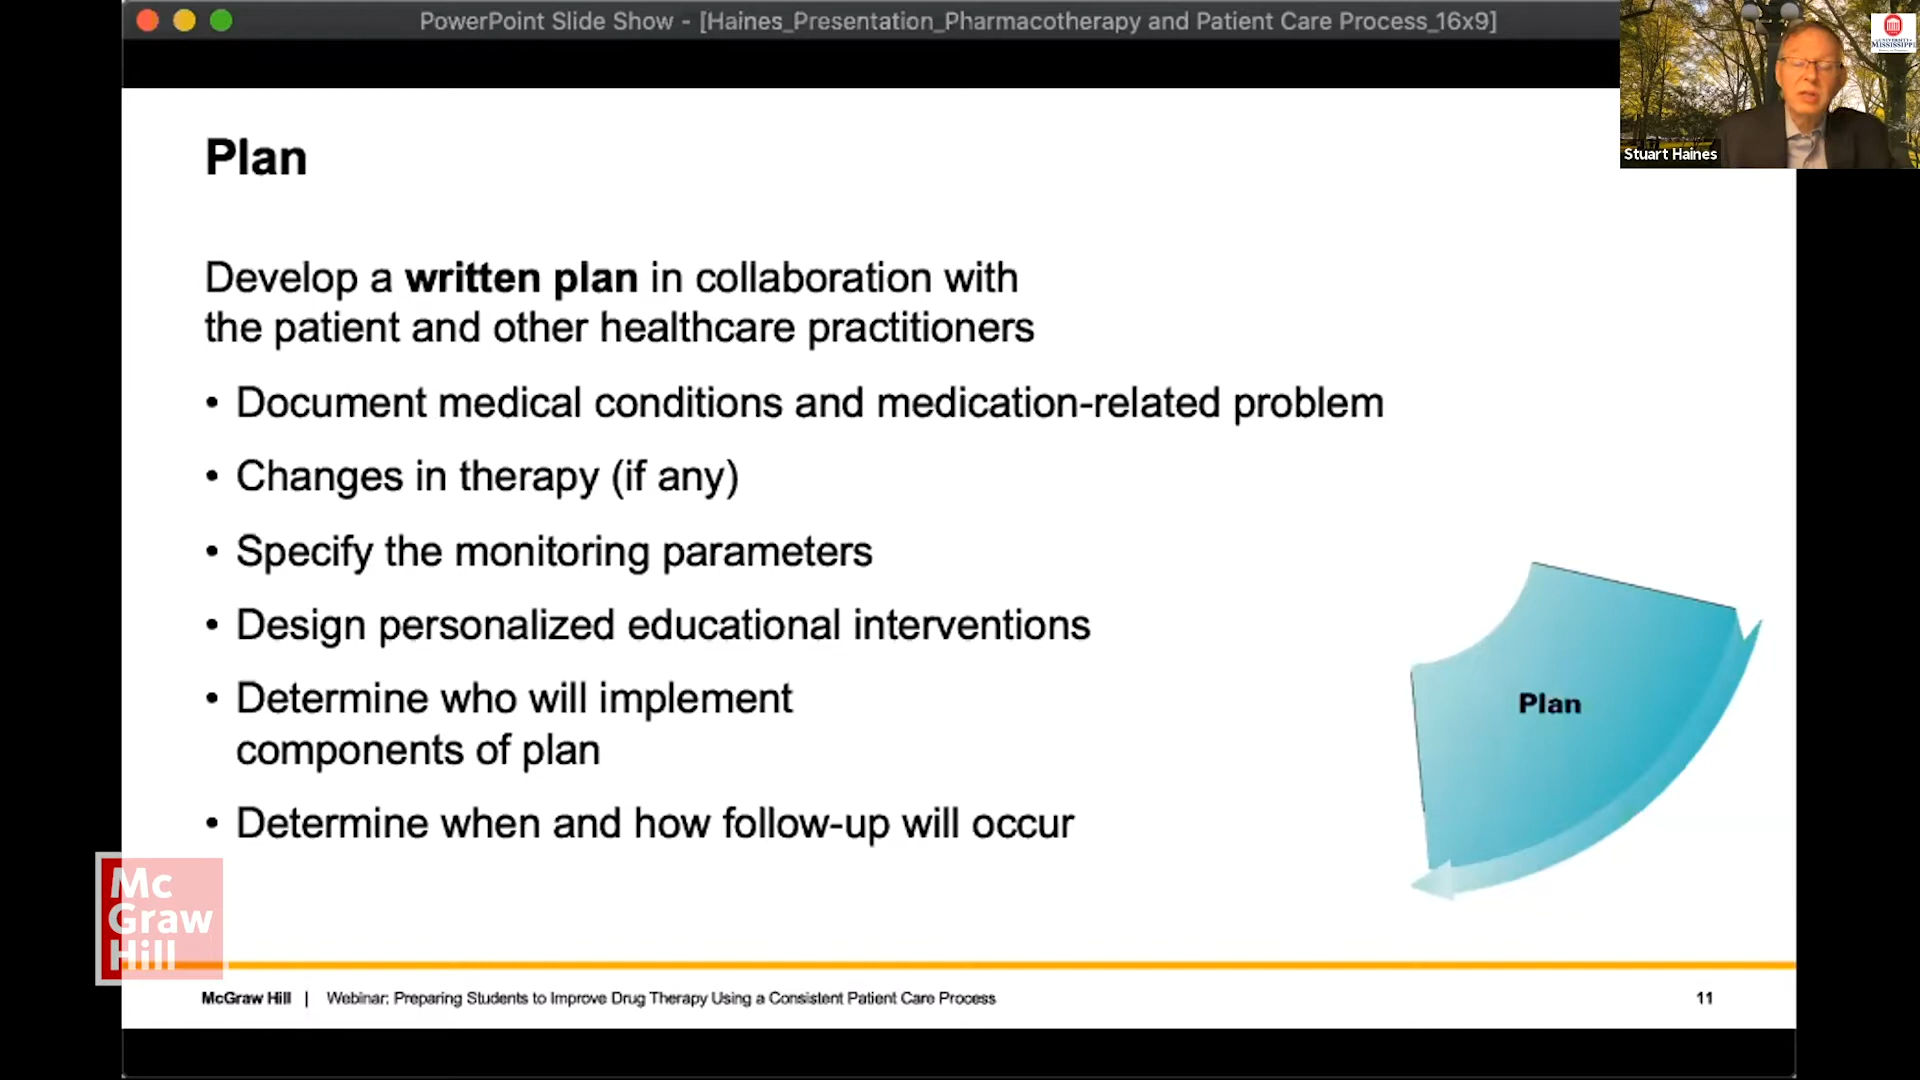 PowerPoint Slide Show - [Haines_Presentation_Pharmacotherapy and Patient Care Process_16x9]
MISSISSIPPI
Stuart Haines
Plan
Develop a written plan in collaboration with
the patient and other healthcare practitioners
• Document medical conditions and medication-related problem
• Changes in therapy (if any)
• Specify the monitoring parameters
• Design personalized educational interventions
• Determine who will implement
components of plan
• Determine when and how follow-up will occur
Plan
Mc
Graw
Hill
McGraw Hill | Webinar: Preparing Students to Improve Drug Therapy Using a Consistent Patient Care Process
11